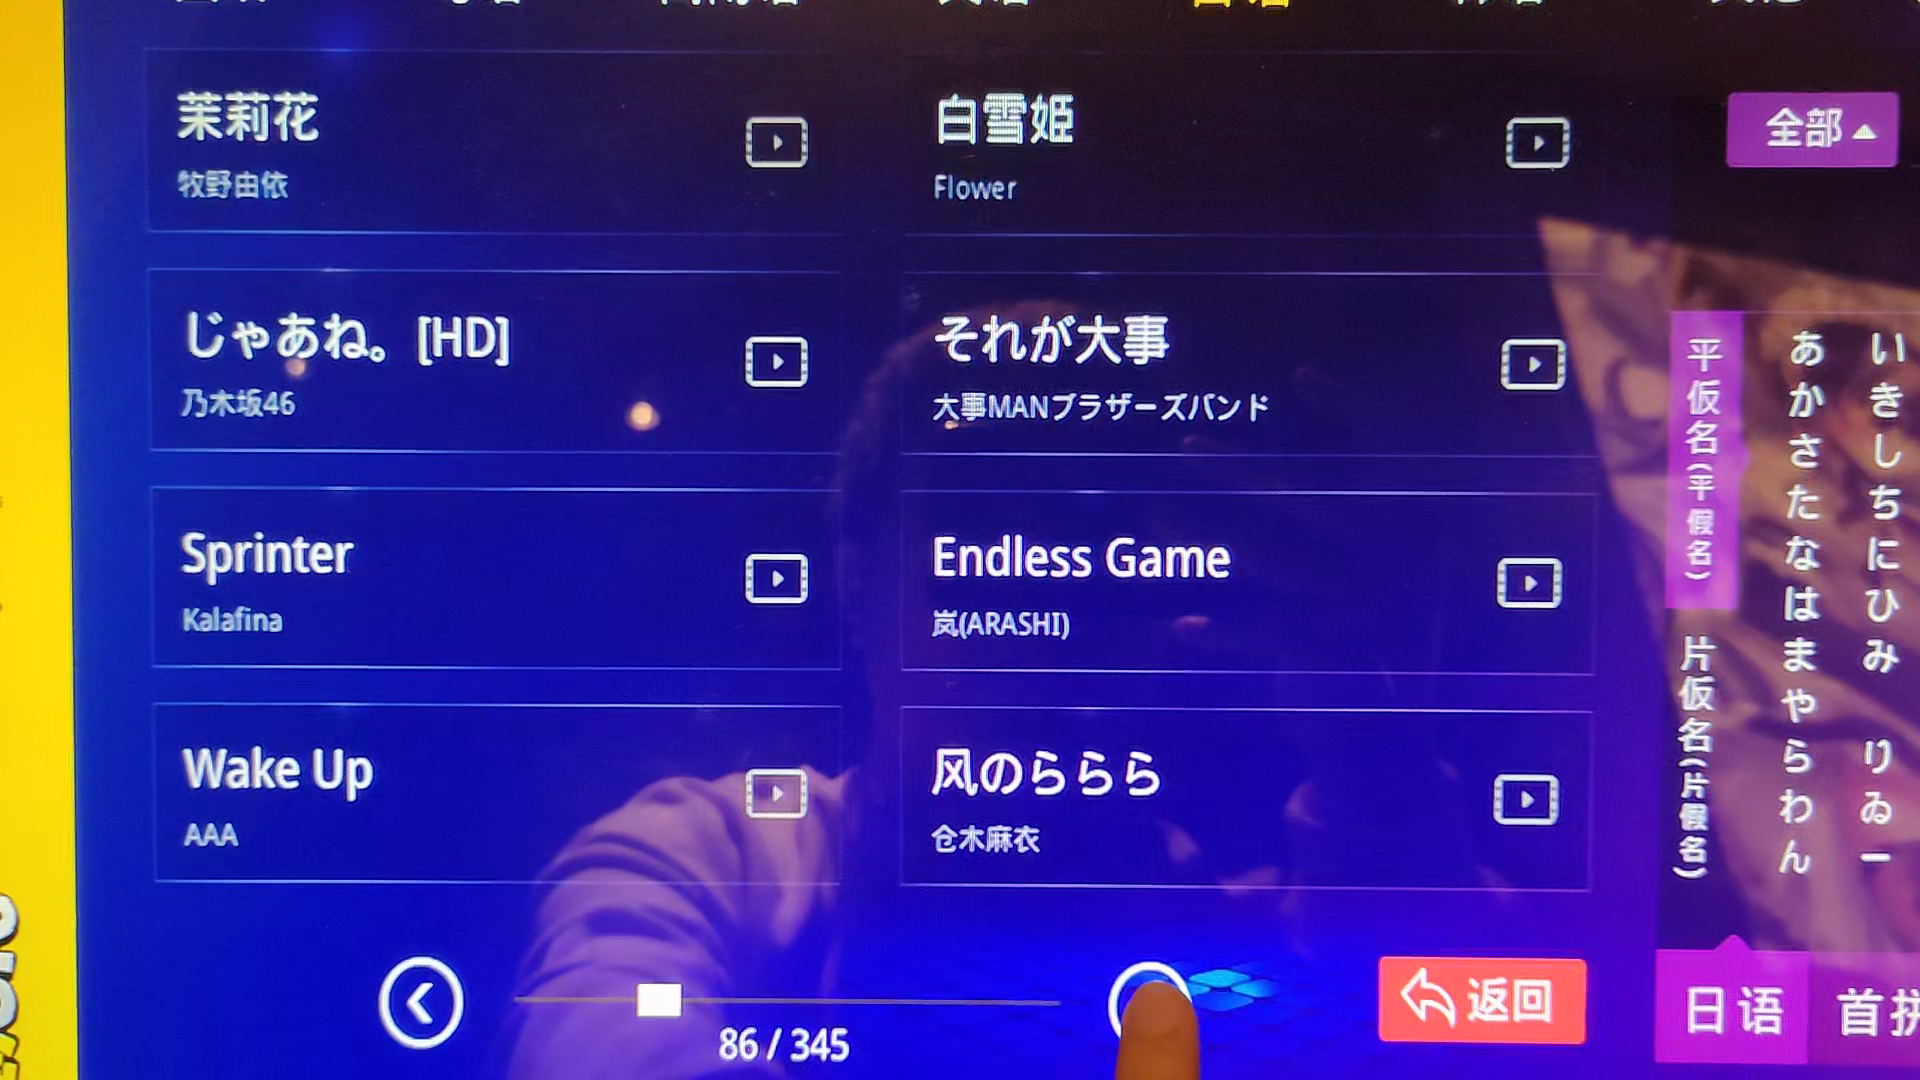 日语
茉莉花
牧野由依
白雪姫
Flower
全部
じゃあね。[HD]
乃木坂46
それが大事
大事MANブラザーズバンド
Sprinter
Kalafina
Endless Game
岚(ARASHI)
Wake Up
AAA
风のららら
仓木麻衣
平仮名(平假名)
片仮名(片假名)
あかさたなはまやらわん
いきしちにひみ りゐー
86 / 345
返回
日语
首拼